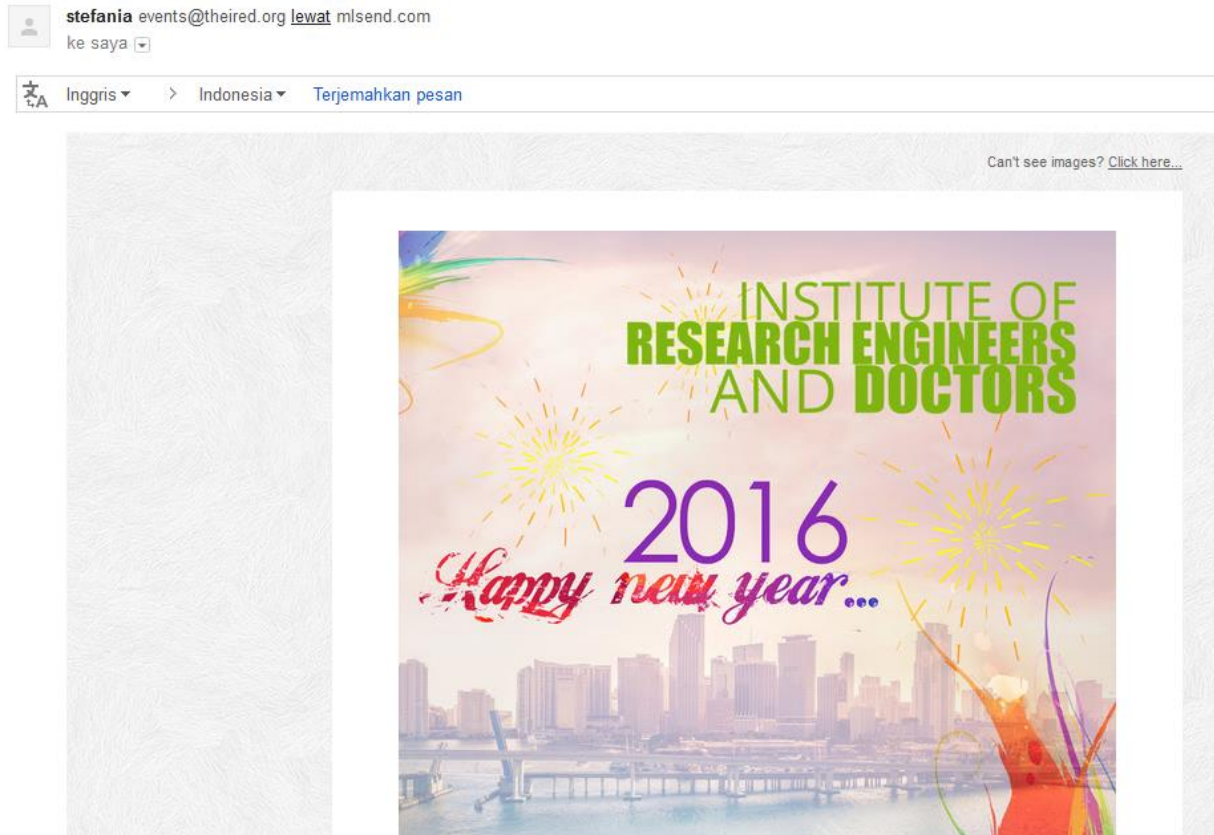 stefania events@theired.org lewat mlsend.com
ke saya
Inggris > Indonesia Terjemahkan pesan
Can't see images? Click here...
INSTITUTE OF
RESEARCH ENGINEERS
AND DOCTORS
2016
Happy new year...